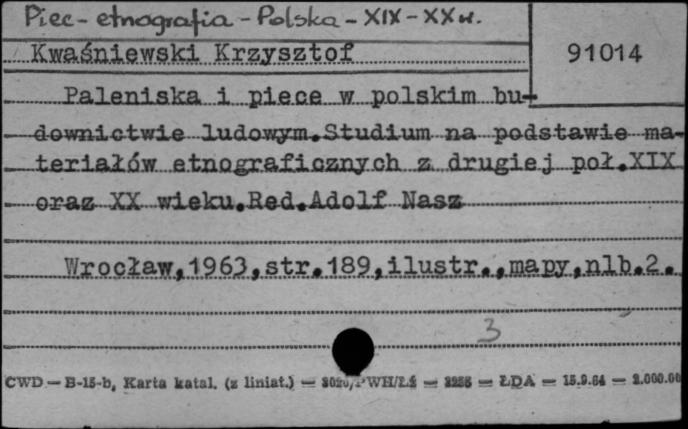 Piec - etnografia - Polska - XIX - XX w.
Kwaśniewski Krzysztof
91014
Paleniska i piece w polskim bu-
downictwie ludowym.Studium na podstawie ma-
teriałów etnograficznych z drugiej poł.XIX
oraz XX wieku.Red.Adolf Nasz
Wrocław,1963,str.189,ilustr.,mapy,nlb.2.
3
CWD — B-15-b, Karta katal. (z liniat.) — — ŁDA — 15.9.64 — 2.000.00